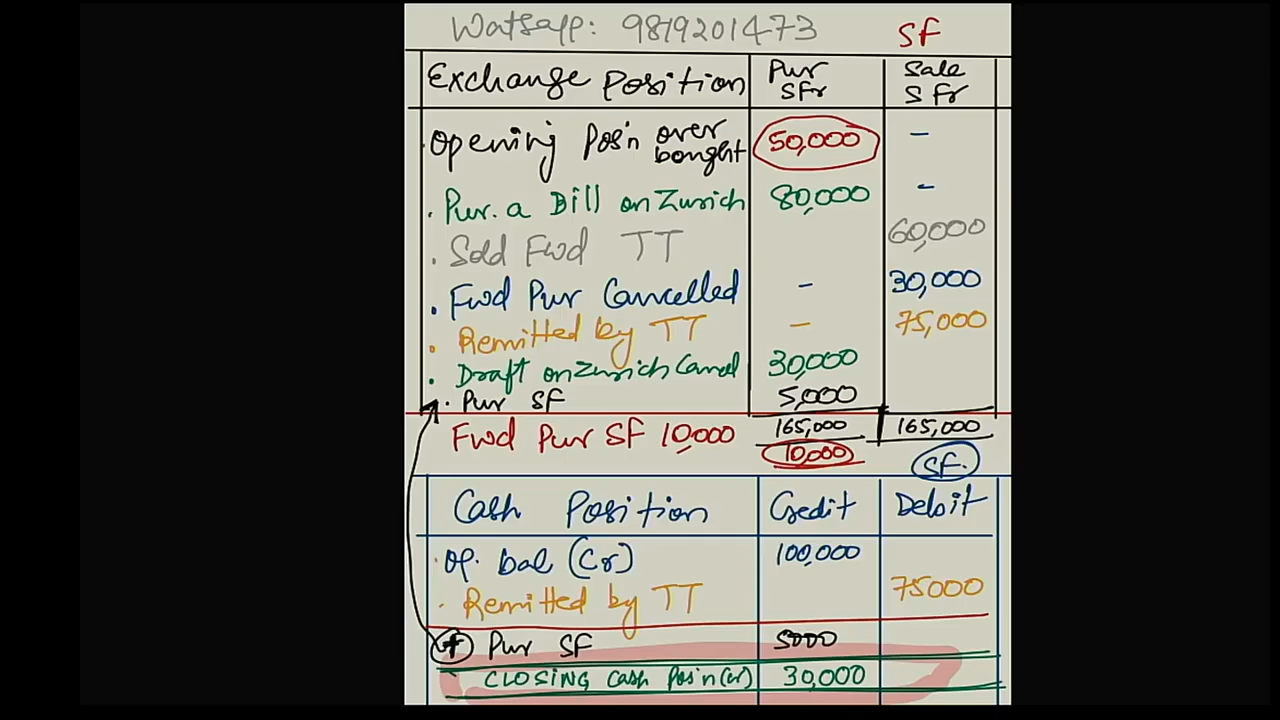 Watsapp: 9819201473 SF
Exchange Position Pur SFr Sale SFr
• Opening Pos'n over bought 50,000 –
• Pur. a Bill on Zurich 80,000 –
• Sold Fwd TT 60,000
• Fwd Pur Cancelled – 30,000
• Remitted by TT – 75,000
• Draft on Zurich Cancel 30,000
• Pur SF 5,000
165,000 165,000
Fwd Pur SF 10,000 10,000 SF.
Cash Position Credit Debit
• Op. bal (Cr) 100,000
• Remitted by TT 75000
+ Pur SF 5000
CLOSING Cash Pos'n (Cr) 30,000